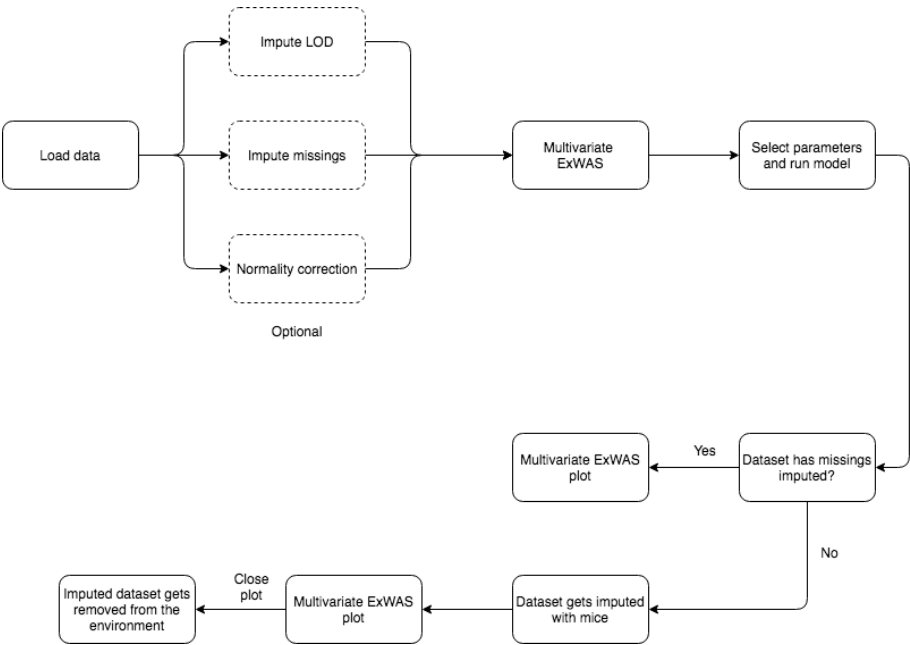 Impute LOD
Load data
Impute missings
Multivariate
ExWAS
Select parameters
and run model
Normality correction
Optional
Multivariate ExWAS
plot
Yes
Dataset has missings
imputed?
No
Imputed dataset gets
removed from the
environment
Close
plot
Multivariate ExWAS
plot
Dataset gets imputed
with mice